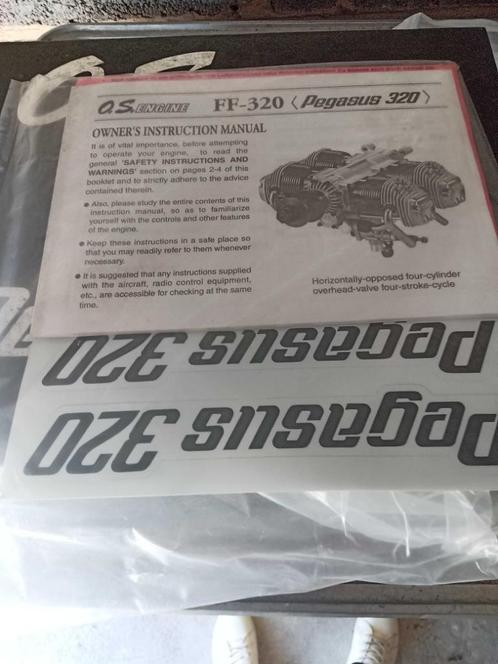 O.S.
O.S. ENGINE FF-320 〈Pegasus 320〉
OWNER'S INSTRUCTION MANUAL
It is of vital importance, before attempting
to operate your engine, to read the
general 'SAFETY INSTRUCTIONS AND
WARNINGS' section on pages 2-4 of this
booklet and to strictly adhere to the advice
contained therein.
● Also, please study the entire contents of this
instruction manual, so as to familiarize
yourself with the controls and other features
of the engine.
● Keep these instructions in a safe place so
that you may readily refer to them whenever
necessary.
● It is suggested that any instructions supplied
with the aircraft, radio control equipment,
etc., are accessible for checking at the same
time.
Horizontally-opposed four-cylinder
overhead-valve four-stroke-cycle
Pegasus 320
Pegasus 320